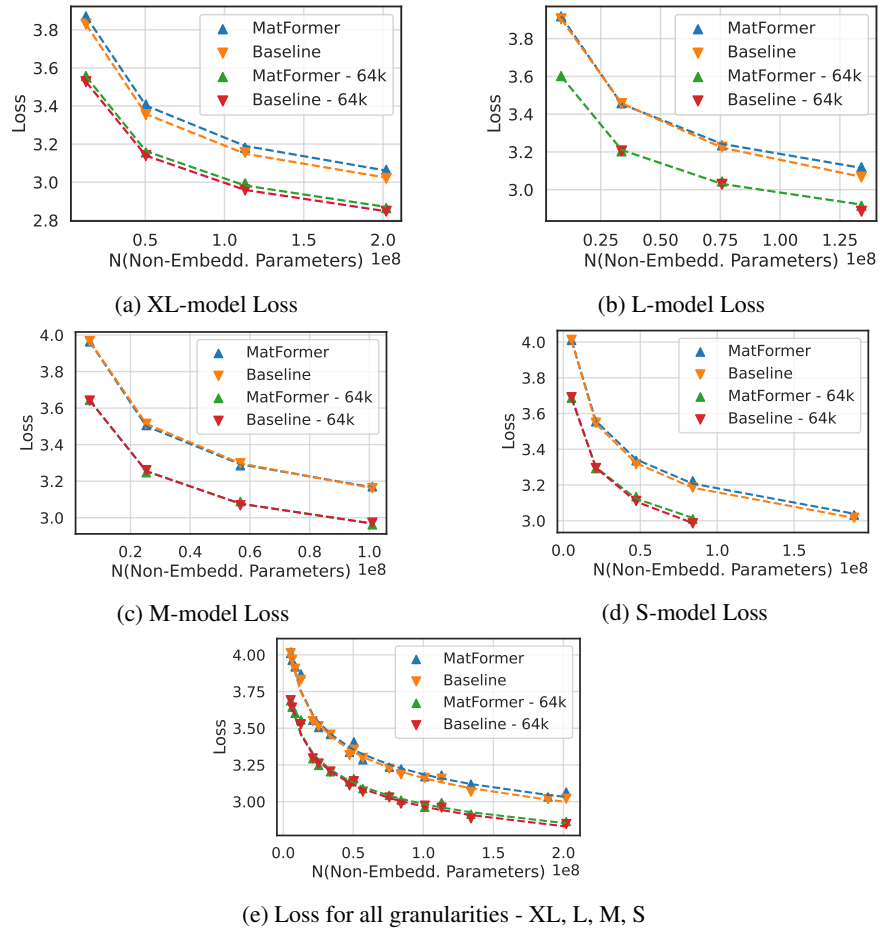 3.8
3.6
3.4
3.2
3.0
2.8
Loss
MatFormer
Baseline
MatFormer - 64k
Baseline - 64k
0.5 1.0 1.5 2.0
N(Non-Embedd. Parameters) 1e8
(a) XL-model Loss
3.8
3.6
3.4
3.2
3.0
Loss
MatFormer
Baseline
MatFormer - 64k
Baseline - 64k
0.25 0.50 0.75 1.00 1.25
N(Non-Embedd. Parameters) 1e8
(b) L-model Loss
4.0
3.8
3.6
3.4
3.2
3.0
Loss
MatFormer
Baseline
MatFormer - 64k
Baseline - 64k
0.2 0.4 0.6 0.8 1.0
N(Non-Embedd. Parameters) 1e8
(c) M-model Loss
4.0
3.8
3.6
3.4
3.2
3.0
Loss
MatFormer
Baseline
MatFormer - 64k
Baseline - 64k
0.0 0.5 1.0 1.5
N(Non-Embedd. Parameters) 1e8
(d) S-model Loss
4.00
3.75
3.50
3.25
3.00
Loss
MatFormer
Baseline
MatFormer - 64k
Baseline - 64k
0.0 0.5 1.0 1.5 2.0
N(Non-Embedd. Parameters) 1e8
(e) Loss for all granularities - XL, L, M, S